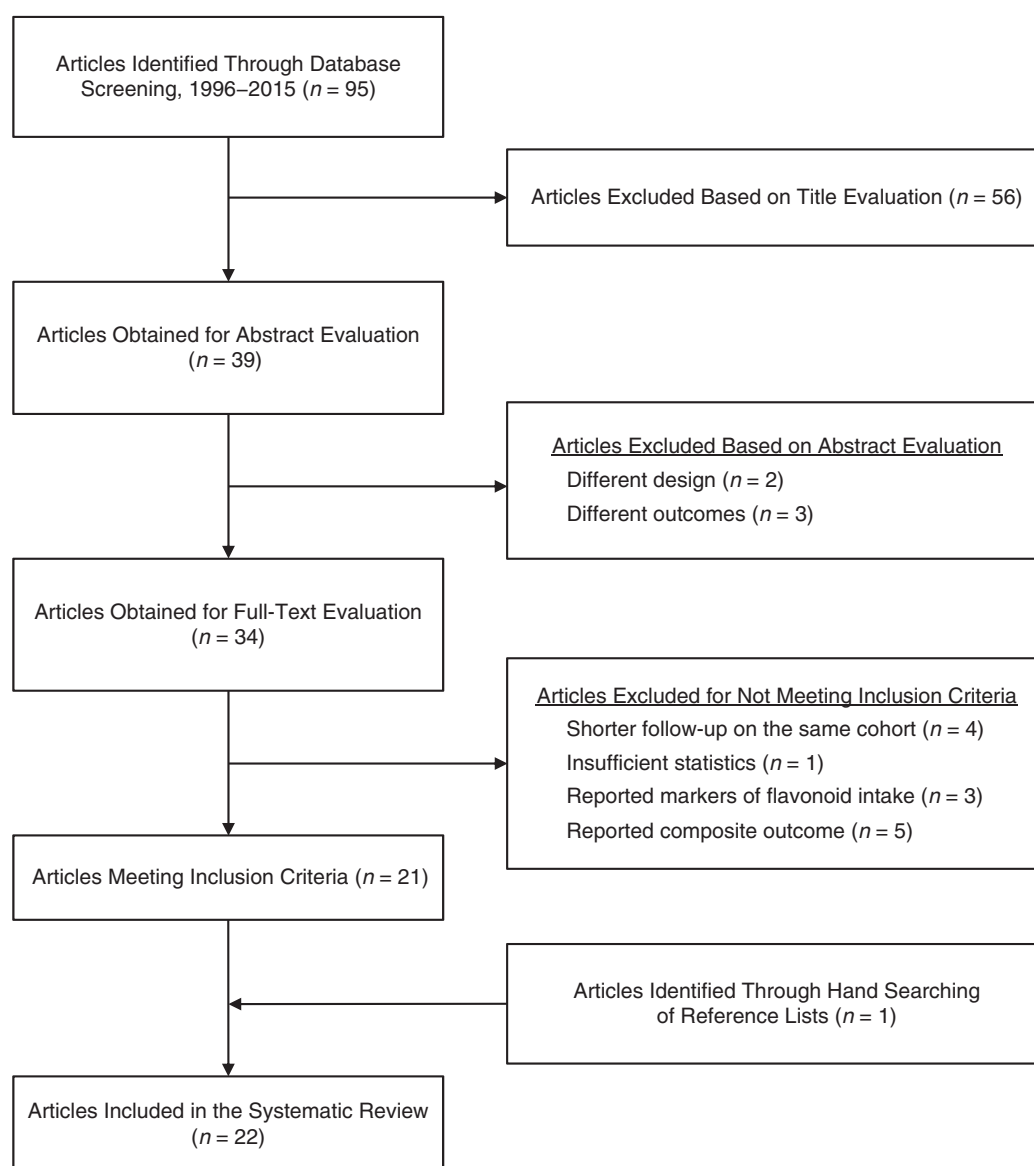 Articles Identified Through Database
Screening, 1996–2015 (n = 95)
Articles Excluded Based on Title Evaluation (n = 56)
Articles Obtained for Abstract Evaluation
(n = 39)
Articles Excluded Based on Abstract Evaluation
Different design (n = 2)
Different outcomes (n = 3)
Articles Obtained for Full-Text Evaluation
(n = 34)
Articles Excluded for Not Meeting Inclusion Criteria
Shorter follow-up on the same cohort (n = 4)
Insufficient statistics (n = 1)
Reported markers of flavonoid intake (n = 3)
Reported composite outcome (n = 5)
Articles Meeting Inclusion Criteria (n = 21)
Articles Identified Through Hand Searching
of Reference Lists (n = 1)
Articles Included in the Systematic Review
(n = 22)